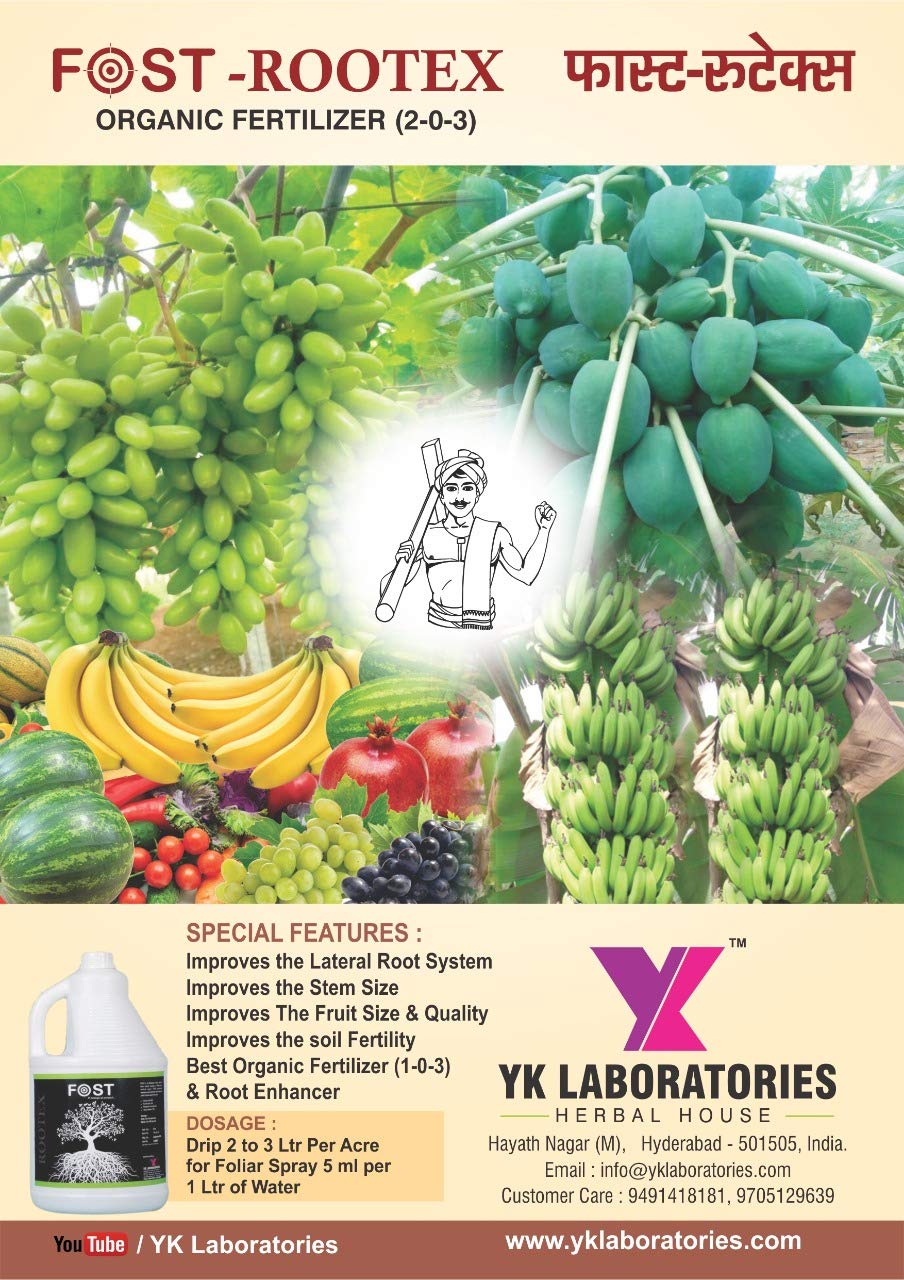 FOST -ROOTEX
फास्ट-रुटेक्स
ORGANIC FERTILIZER (2-0-3)
SPECIAL FEATURES :
Improves the Lateral Root System
Improves the Stem Size
Improves The Fruit Size & Quality
Improves the soil Fertility
Best Organic Fertilizer (1-0-3)
& Root Enhancer
DOSAGE :
Drip 2 to 3 Ltr Per Acre
for Foliar Spray 5 ml per
1 Ltr of Water
FOST
ROOTEX
YK LABORATORIES
YK
TM
YK LABORATORIES
HERBAL HOUSE
Hayath Nagar (M), Hyderabad - 501505, India.
Email : info@yklaboratories.com
Customer Care : 9491418181, 9705129639
YouTube / YK Laboratories
www.yklaboratories.com